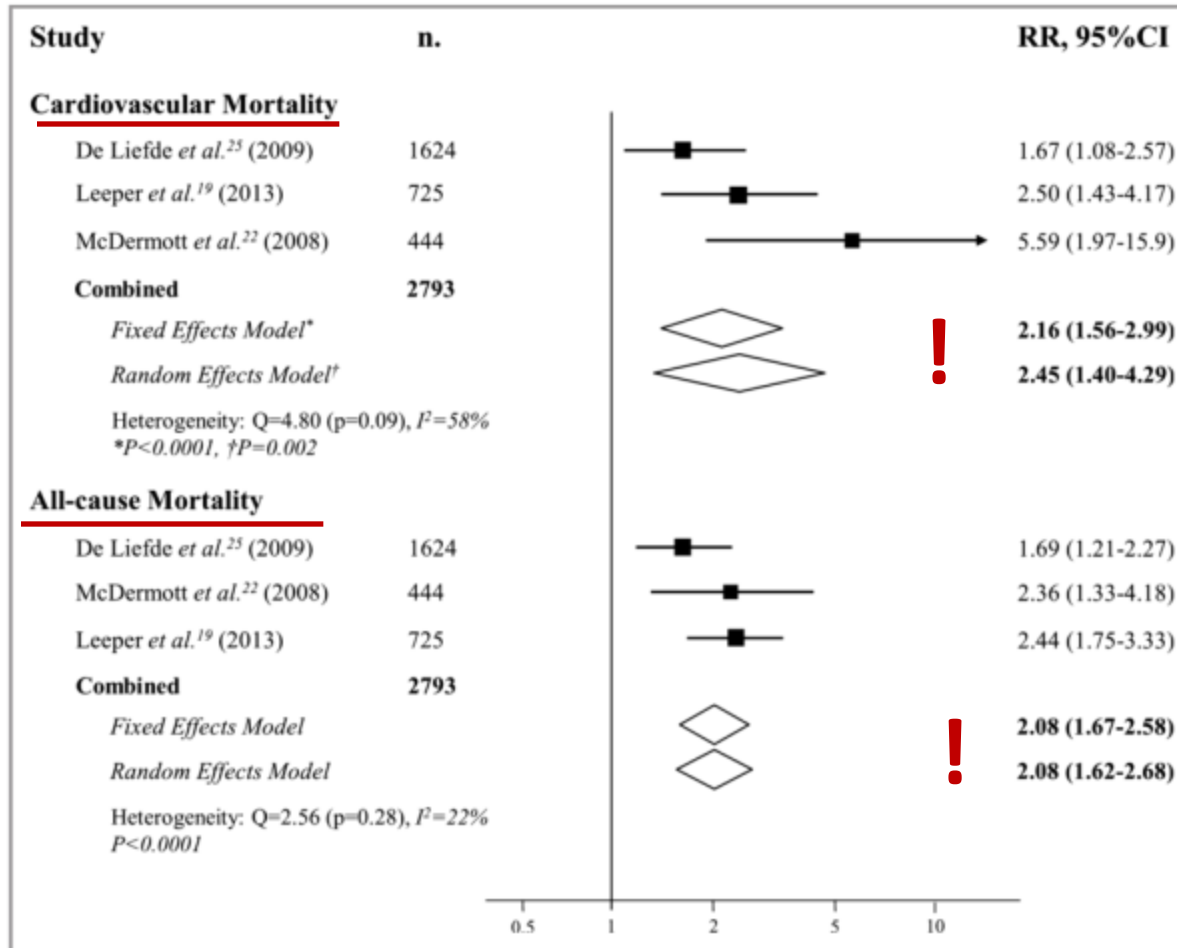 Study n. RR, 95%CI
Cardiovascular Mortality
De Liefde et al.25 (2009) 1624 1.67 (1.08-2.57)
Leeper et al.19 (2013) 725 2.50 (1.43-4.17)
McDermott et al.22 (2008) 444 5.59 (1.97-15.9)
Combined 2793
Fixed Effects Model* 2.16 (1.56-2.99)
!
Random Effects Model† 2.45 (1.40-4.29)
Heterogeneity: Q=4.80 (p=0.09), I²=58%
*P<0.0001, †P=0.002
All-cause Mortality
De Liefde et al.25 (2009) 1624 1.69 (1.21-2.27)
McDermott et al.22 (2008) 444 2.36 (1.33-4.18)
Leeper et al.19 (2013) 725 2.44 (1.75-3.33)
Combined 2793
Fixed Effects Model 2.08 (1.67-2.58)
!
Random Effects Model 2.08 (1.62-2.68)
Heterogeneity: Q=2.56 (p=0.28), I²=22%
P<0.0001
0.5 1 2 5 10